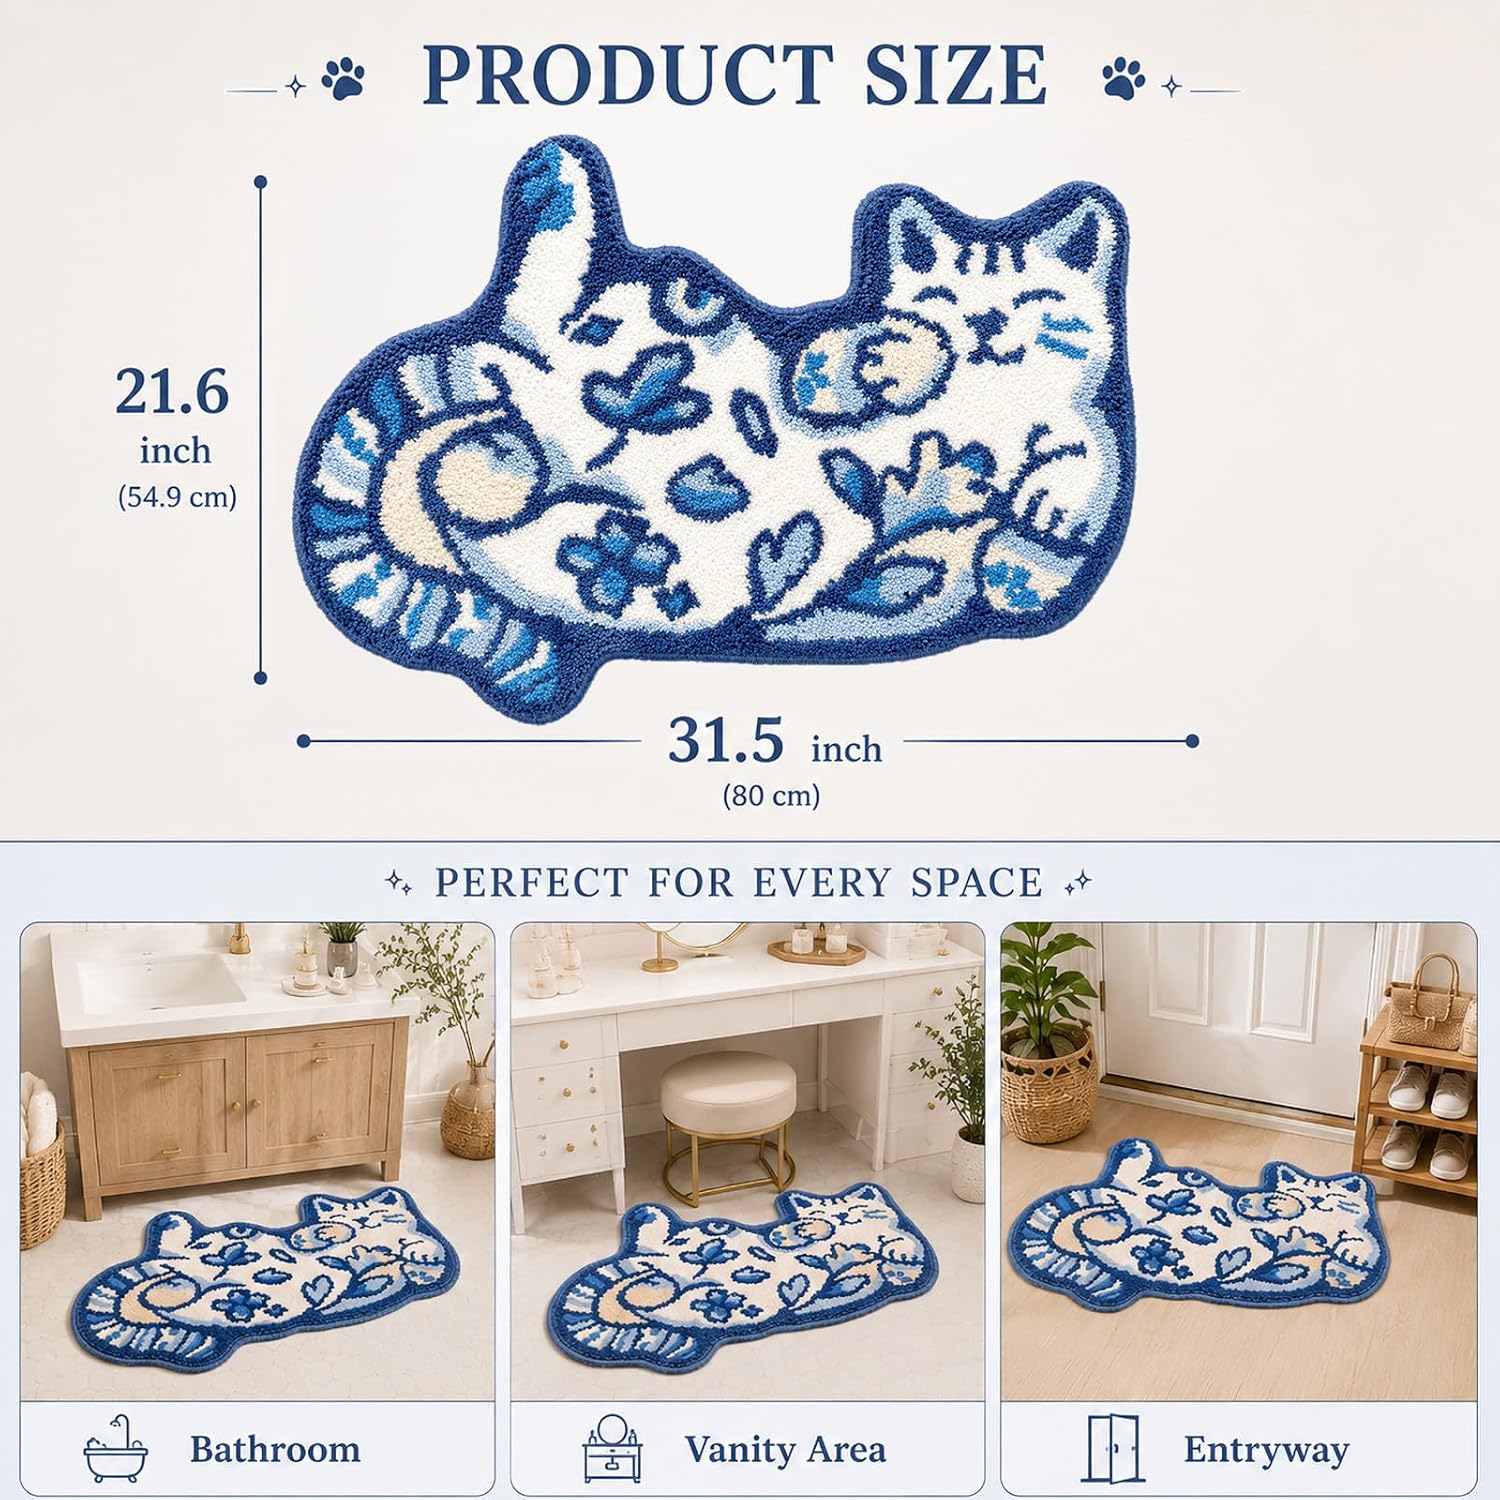 PRODUCT SIZE
21.6
inch
(54.9 cm)
31.5 inch
(80 cm)
PERFECT FOR EVERY SPACE
Bathroom
Vanity Area
Entryway